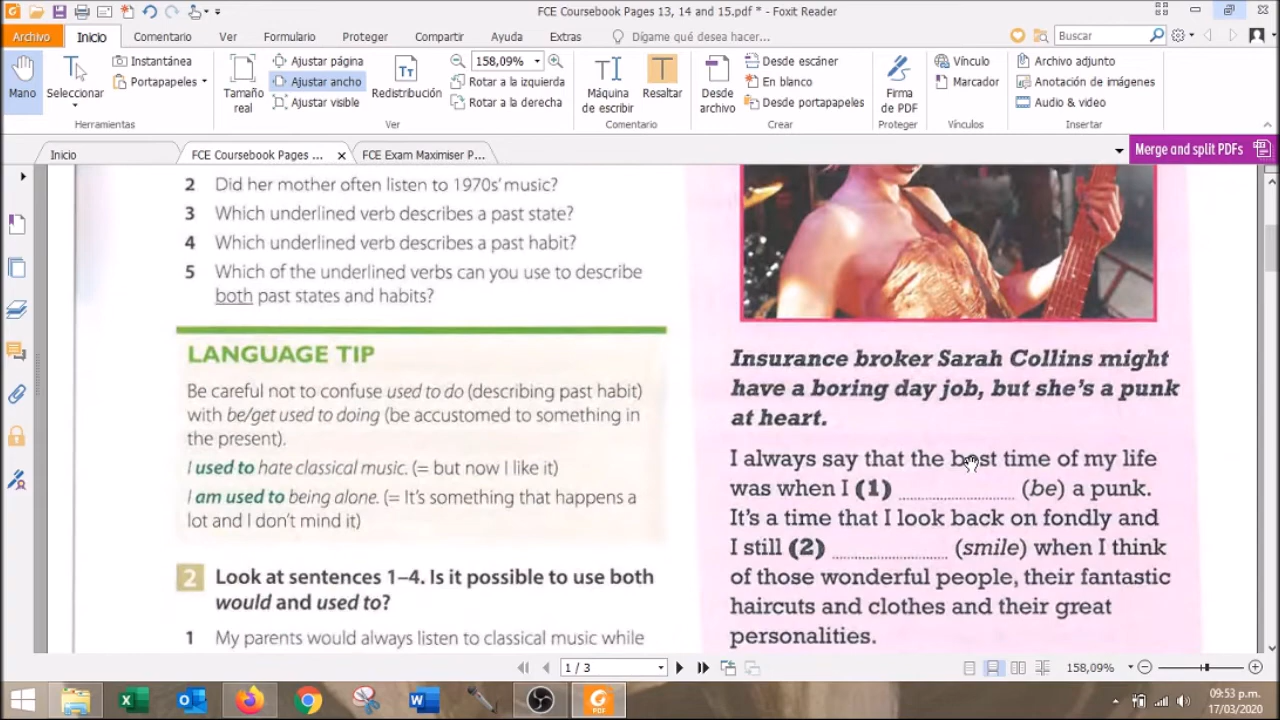 FCE Coursebook Pages 13, 14 and 15.pdf * - Foxit Reader
Archivo
Inicio
Comentario
Ver
Formulario
Proteger
Compartir
Ayuda
Extras
Dígame qué desea hacer...
Buscar
Mano
Seleccionar
Instantánea
Portapapeles
Herramientas
Tamaño real
Ajustar página
Ajustar ancho
Ajustar visible
Redistribución
158,09%
Rotar a la izquierda
Rotar a la derecha
Ver
Máquina de escribir
Resaltar
Comentario
Desde archivo
Desde escáner
En blanco
Desde portapapeles
Crear
Firma de PDF
Proteger
Vínculo
Marcador
Vínculos
Archivo adjunto
Anotación de imágenes
Audio & video
Insertar
Inicio
FCE Coursebook Pages ...
FCE Exam Maximiser P...
Merge and split PDFs
2 Did her mother often listen to 1970s' music?
3 Which underlined verb describes a past state?
4 Which underlined verb describes a past habit?
5 Which of the underlined verbs can you use to describe
both past states and habits?
LANGUAGE TIP
Be careful not to confuse used to do (describing past habit)
with be/get used to doing (be accustomed to something in
the present).
I used to hate classical music. (= but now I like it)
I am used to being alone. (= It's something that happens a
lot and I don't mind it)
2 Look at sentences 1–4. Is it possible to use both
would and used to?
1 My parents would always listen to classical music while
Insurance broker Sarah Collins might
have a boring day job, but she's a punk
at heart.
I always say that the best time of my life
was when I (1) .................... (be) a punk.
It's a time that I look back on fondly and
I still (2) .................... (smile) when I think
of those wonderful people, their fantastic
haircuts and clothes and their great
personalities.
1 / 3
158,09%
09:53 p.m.
17/03/2020